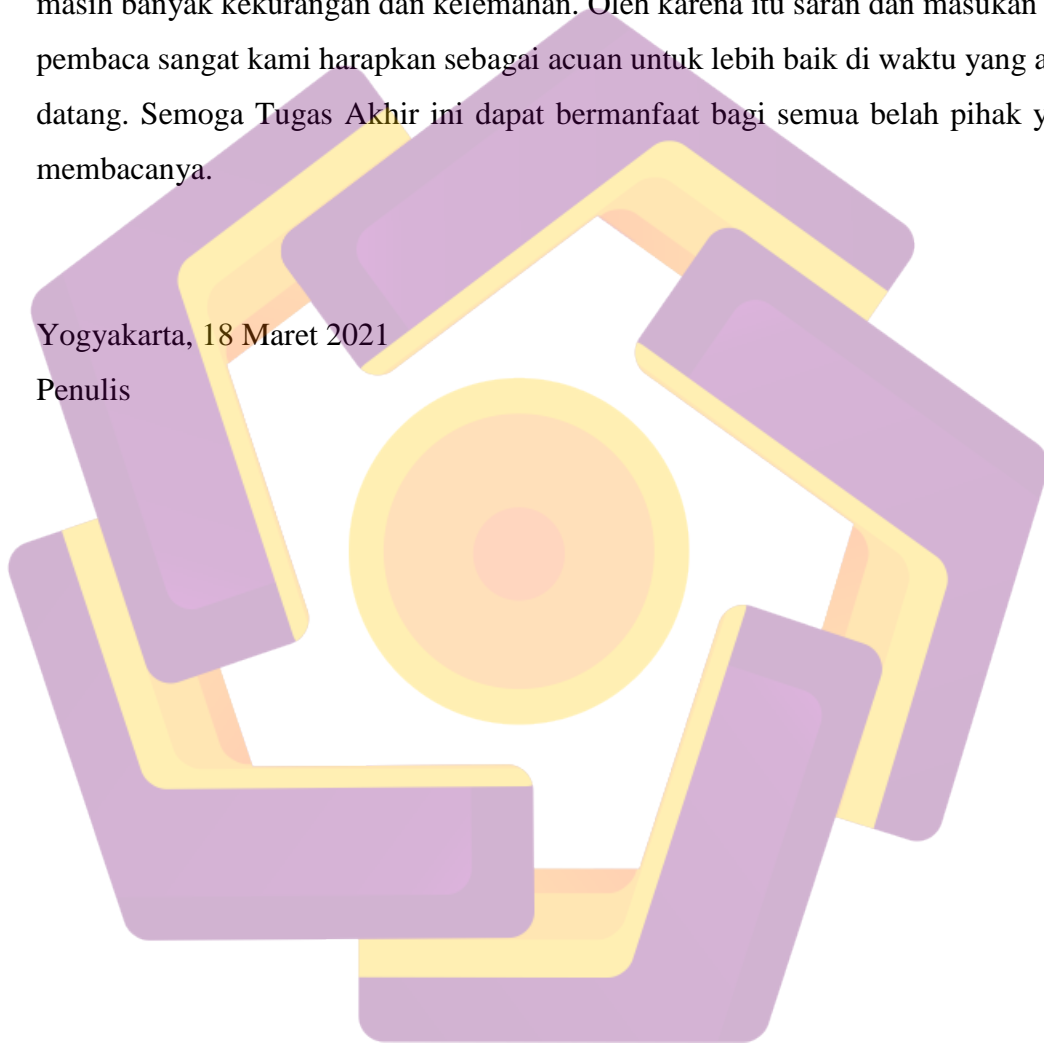 masih banyak kekurangan dan kelemahan. Oleh karena itu saran dan masukan
pembaca sangat kami harapkan sebagai acuan untuk lebih baik di waktu yang
datang. Semoga Tugas Akhir ini dapat bermanfaat bagi semua belah pihak
membacanya.
Yogyakarta, 18 Maret 2021
Penulis